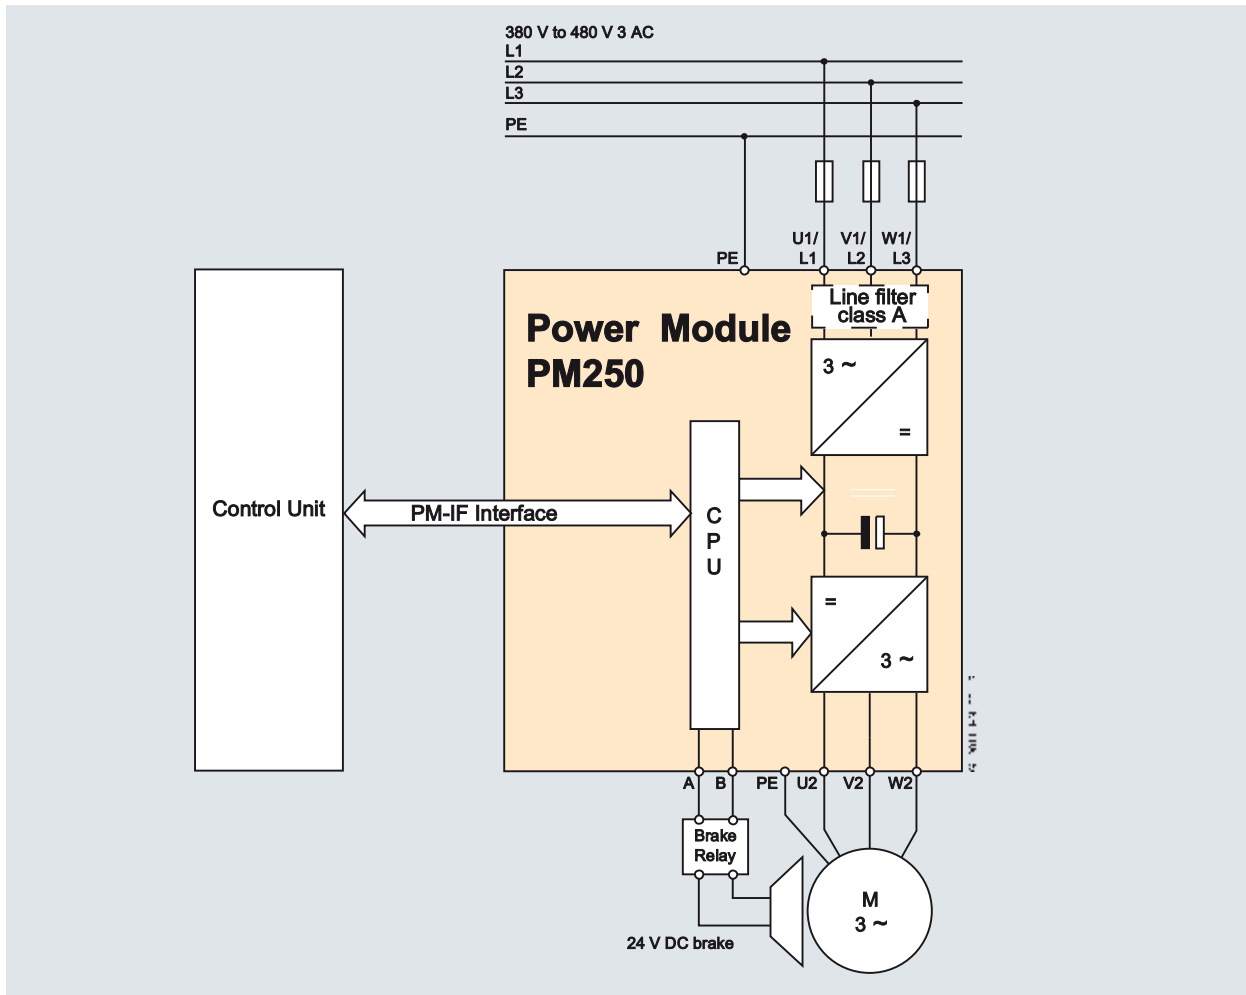 380 V to 480 V 3 AC
L1
L2
L3
PE
U1/ V1/ W1/
PE L1 L2 L3
Line filter
class A
Power Module
PM250
3 ~
=
Control Unit
PM-IF Interface
C
P
U
=
3 ~
A B PE U2 V2 W2
Brake
Relay
M
3 ~
24 V DC brake